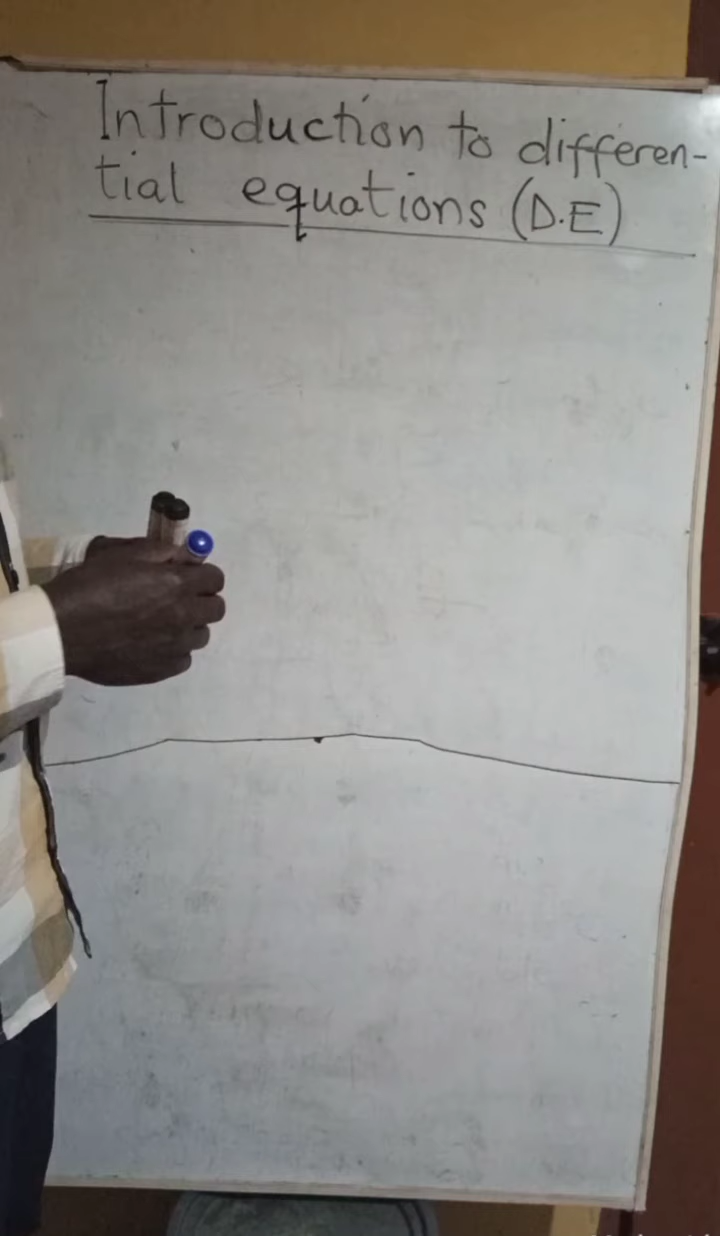 Introduction to differen-
tial equations (D.E)